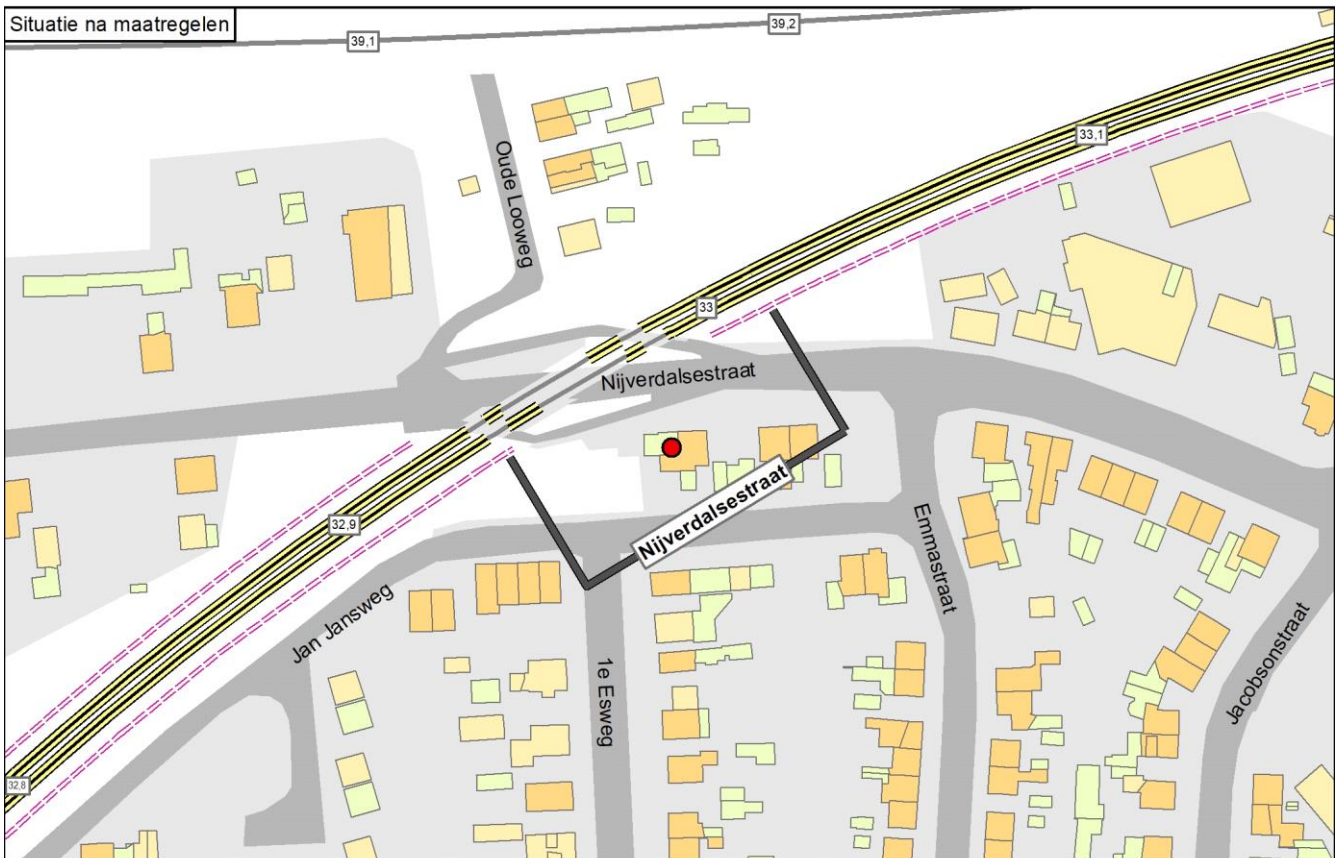 Situatie na maatregelen
39,1
39,2
33,1
Oude Looweg
33
Nijverdalsestraat
Nijverdalsestraat
32,9
Emmastraat
Jan Jansweg
1e Esweg
Jacobsonstraat
32,8